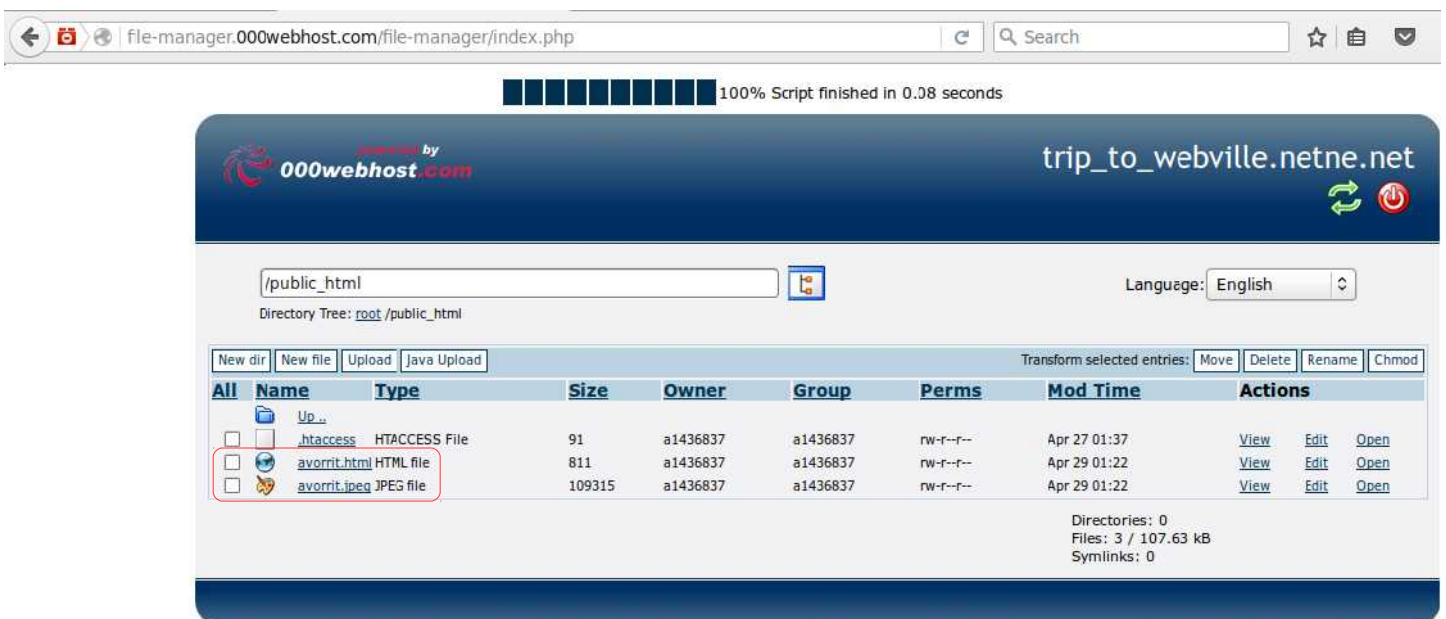 file-manager.000webhost.com/file-manager/index.php
Search
100% Script finished in 0.08 seconds
powered by
000webhost.com
trip_to_webville.netne.net
/public_html
Language: English
Directory Tree: root /public_html
New dir New file Upload Java Upload Transform selected entries: Move Delete Rename Chmod
All Name Type Size Owner Group Perms Mod Time Actions
Up ..
.htaccess HTACCESS File 91 a1436837 a1436837 rw-r--r-- Apr 27 01:37 View Edit Open
avorrit.html HTML file 811 a1436837 a1436837 rw-r--r-- Apr 29 01:22 View Edit Open
avorrit.jpeg JPEG file 109315 a1436837 a1436837 rw-r--r-- Apr 29 01:22 View Edit Open
Directories: 0
Files: 3 / 107.63 kB
Symlinks: 0